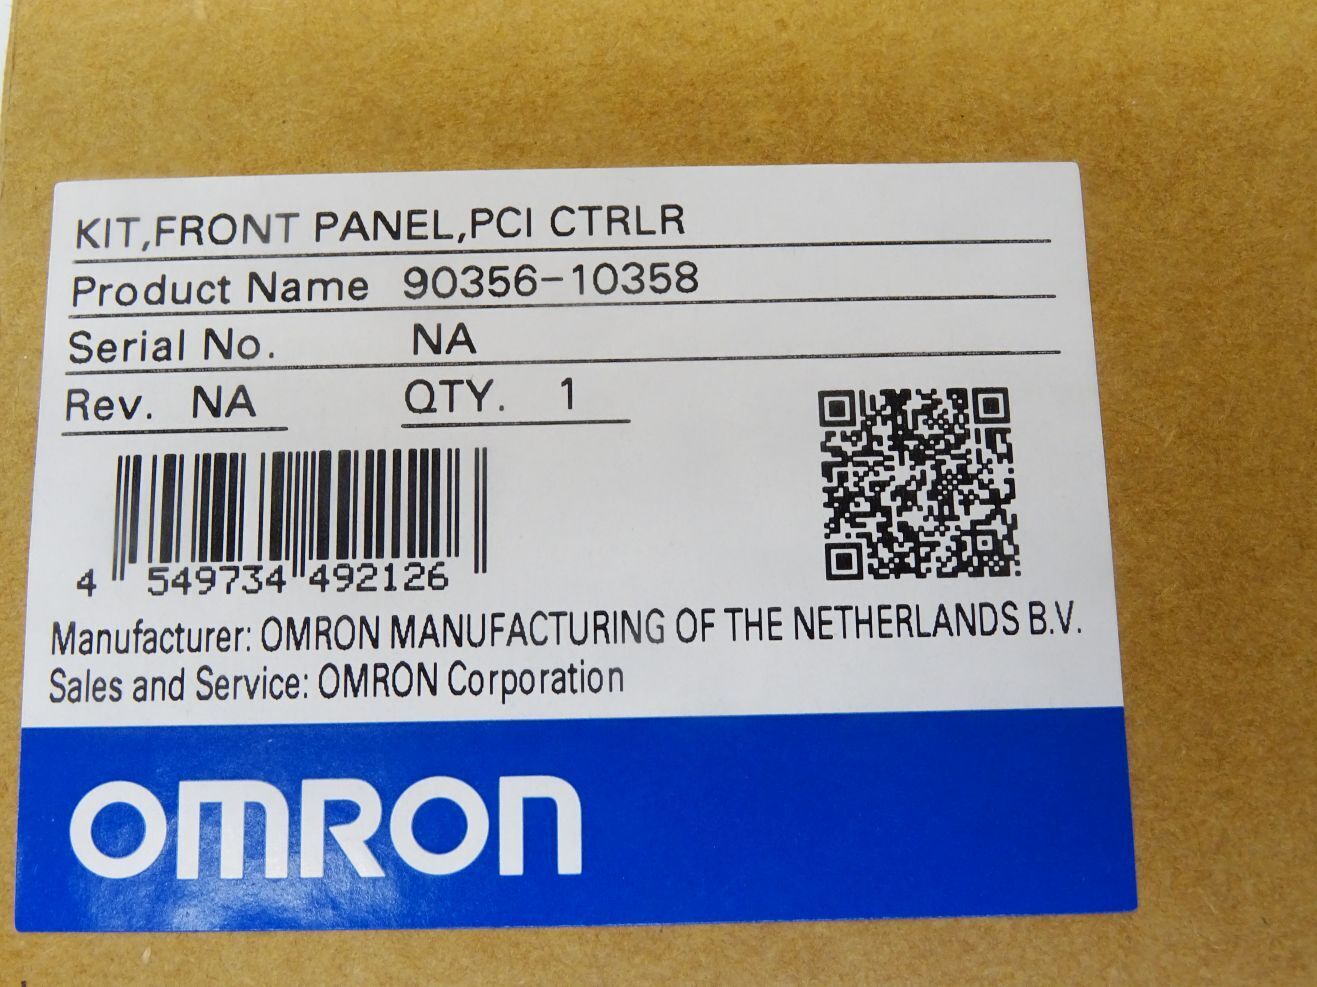 KIT,FRONT PANEL,PCI CTRLR
Product Name 90356-10358
Serial No. NA
Rev. NA QTY. 1
4 549734 492126
Manufacturer: OMRON MANUFACTURING OF THE NETHERLANDS B.V.
Sales and Service: OMRON Corporation
OMRON